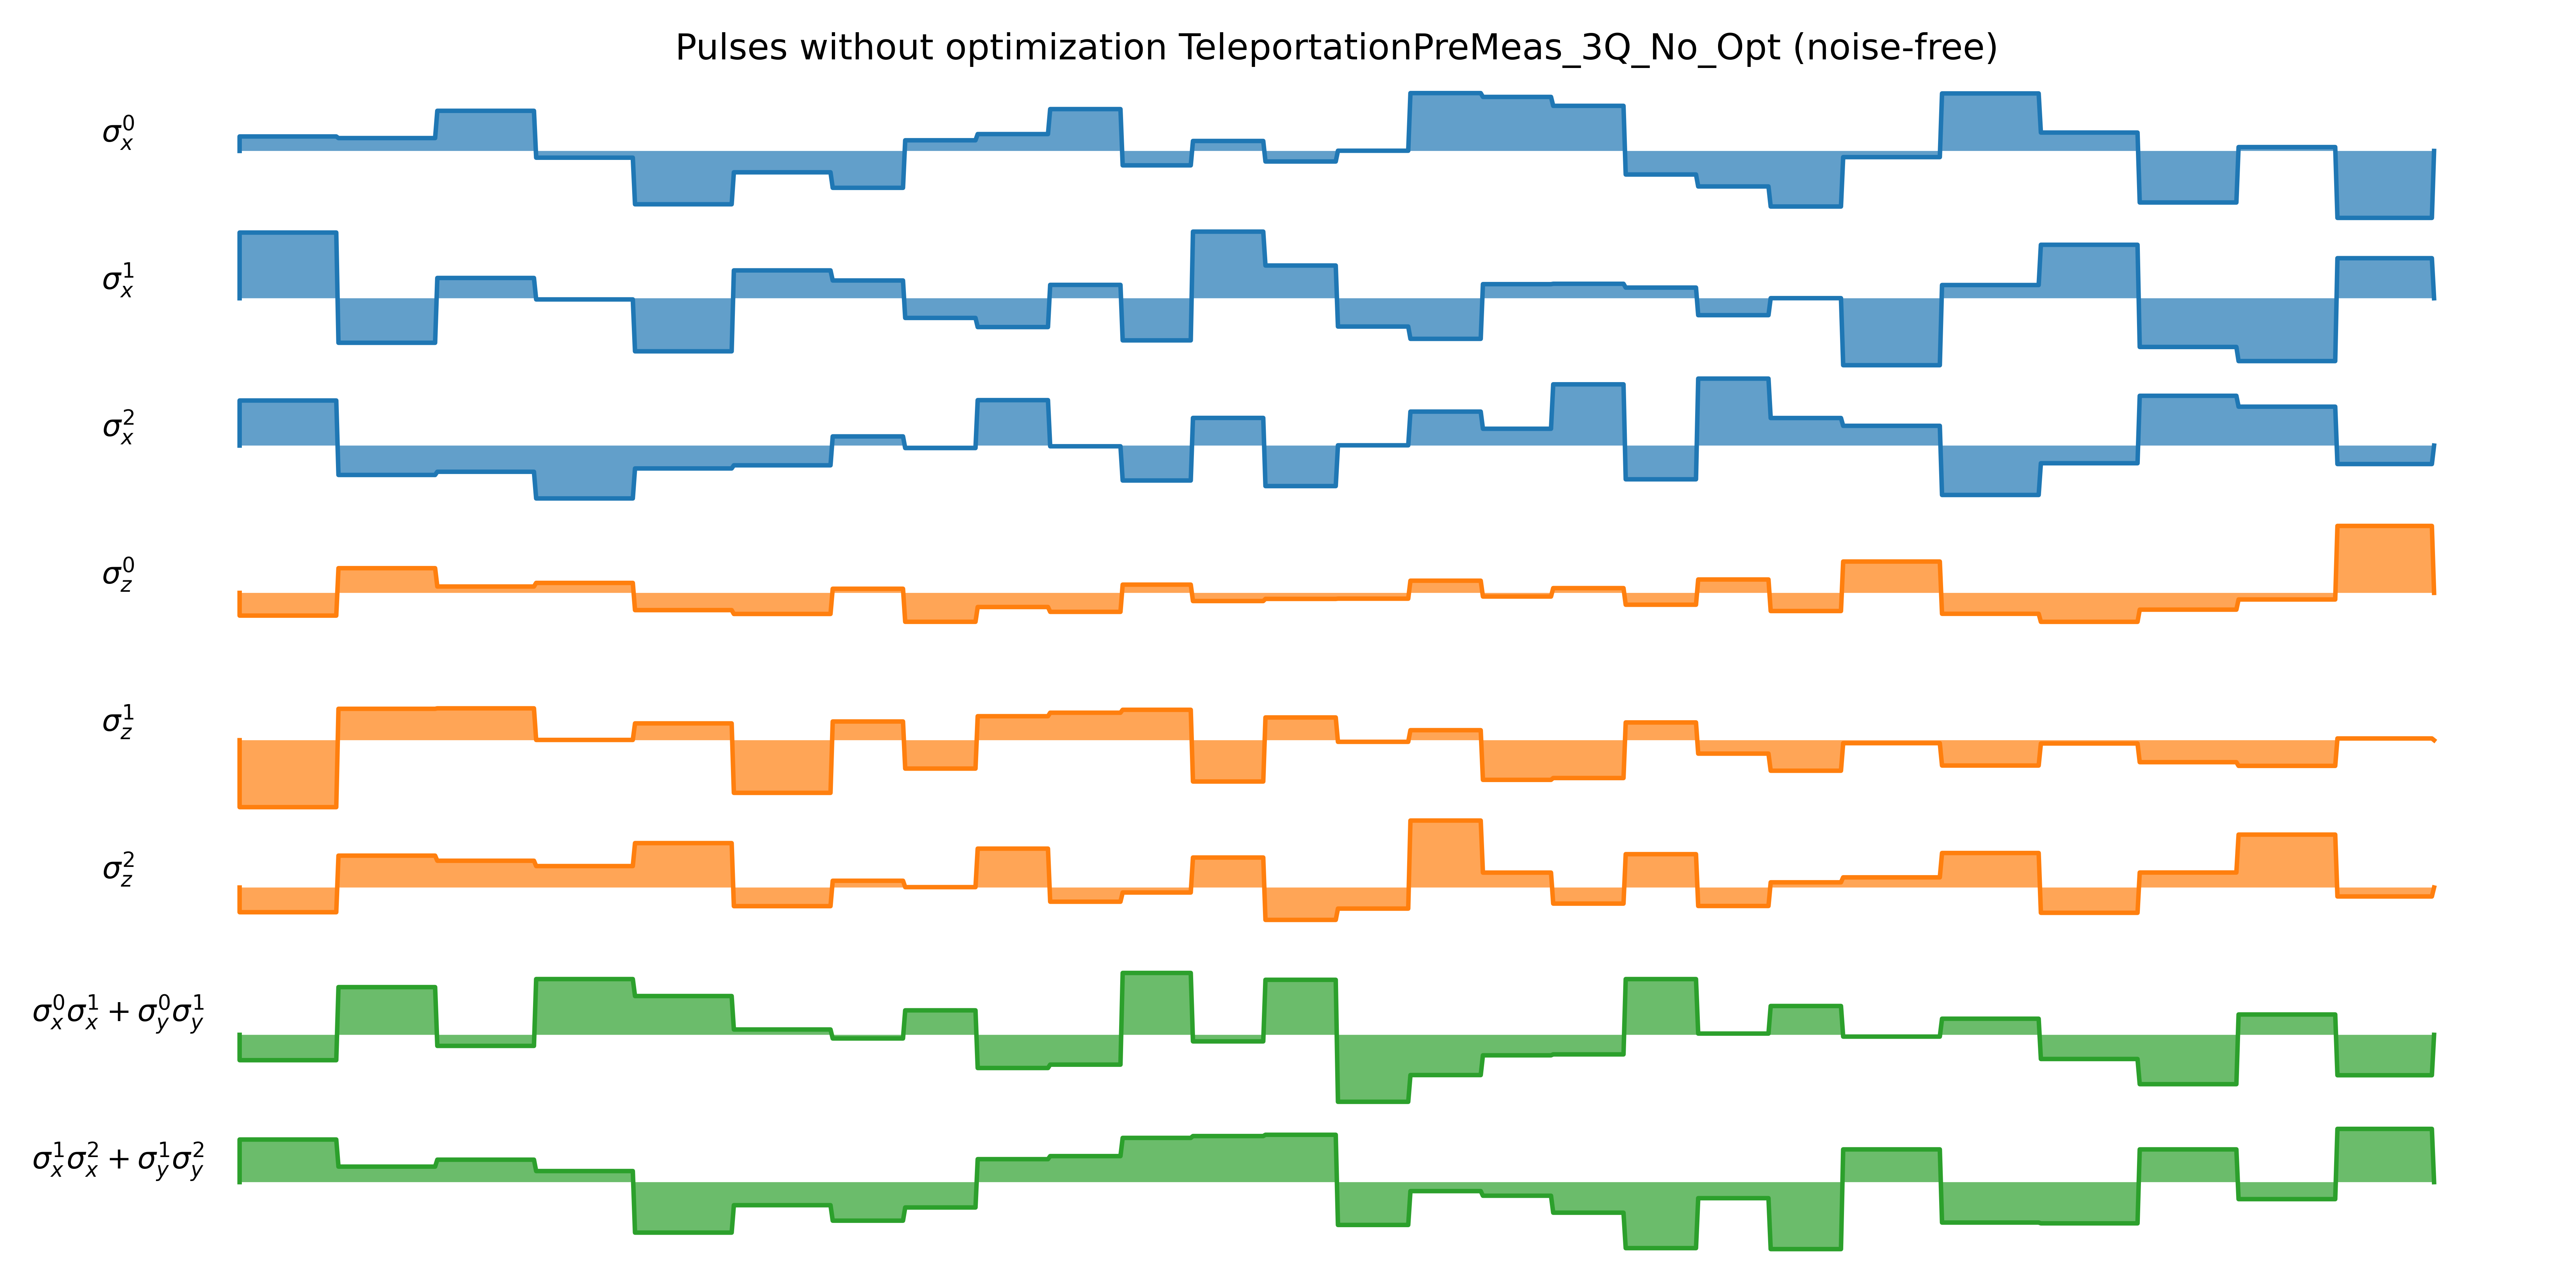 Pulses without optimization TeleportationPreMeas_3Q_No_Opt (noise-free)
σ_x^0
σ_x^1
σ_x^2
σ_z^0
σ_z^1
σ_z^2
σ_x^0σ_x^1 + σ_y^0σ_y^1
σ_x^1σ_x^2 + σ_y^1σ_y^2